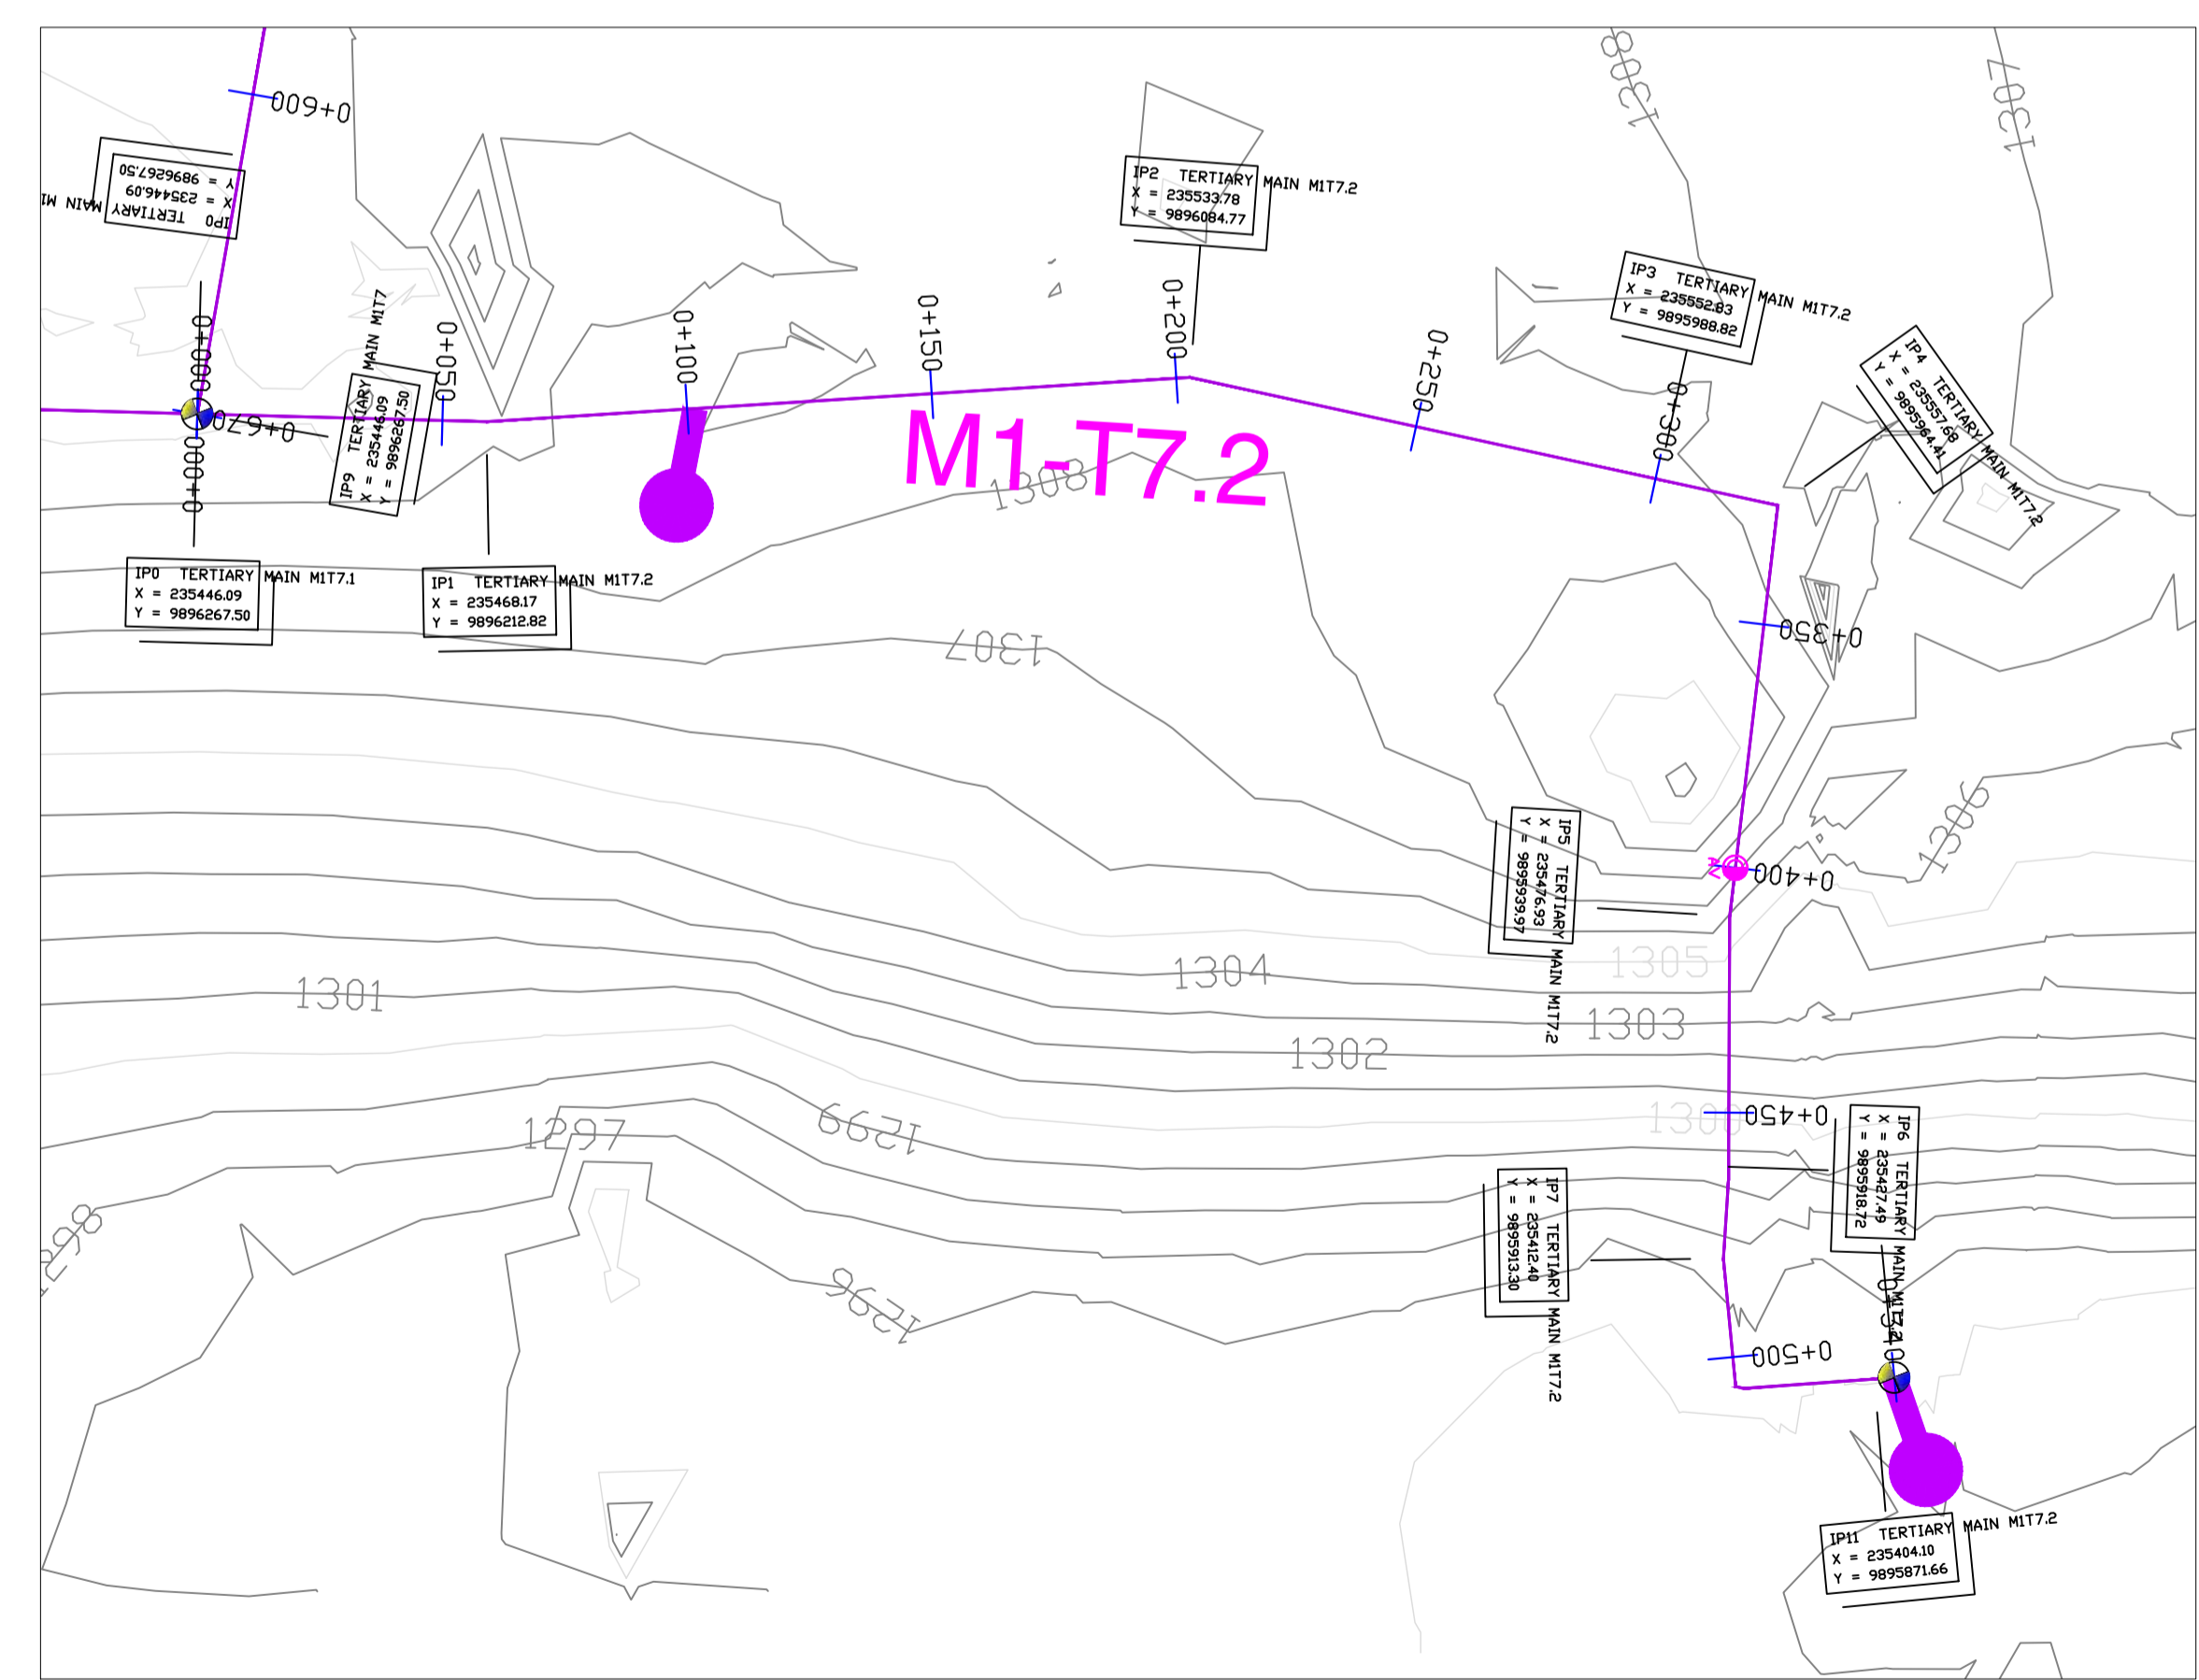 0+600
IP0 TERTIARY MAIN M1
X = 235446.09
Y = 9896267.50
IP2 TERTIARY MAIN M1T7.2
X = 235533.78
Y = 9896084.77
1308
1307
IP3 TERTIARY MAIN M1T7.2
X = 235552.83
Y = 9895988.82
IP4 TERTIARY MAIN M1T7.2
X = 235557.68
Y = 9895964.41
0+000
0+670
0+000
IP9 TERTIARY MAIN M1T7
X = 235446.09
Y = 9896267.50
0+050
0+100
0+150
0+200
0+250
0+300
M1-T7.2
1308
IP0 TERTIARY MAIN M1T7.1
X = 235446.09
Y = 9896267.50
IP1 TERTIARY MAIN M1T7.2
X = 235468.17
Y = 9896212.82
1307
0+350
IP5 TERTIARY MAIN M1T7.2
X = 235476.93
Y = 9895939.97
AV
0+400
1306
1305
1304
1301
1303
1302
1300
0+450
1297
1299
IP6 TERTIARY MAIN M1T7.2
X = 235427.49
Y = 9895918.72
IP7 TERTIARY MAIN M1T7.2
X = 235412.40
Y = 9895913.30
1298
1296
0+500
IP11 TERTIARY MAIN M1T7.2
X = 235404.10
Y = 9895871.66